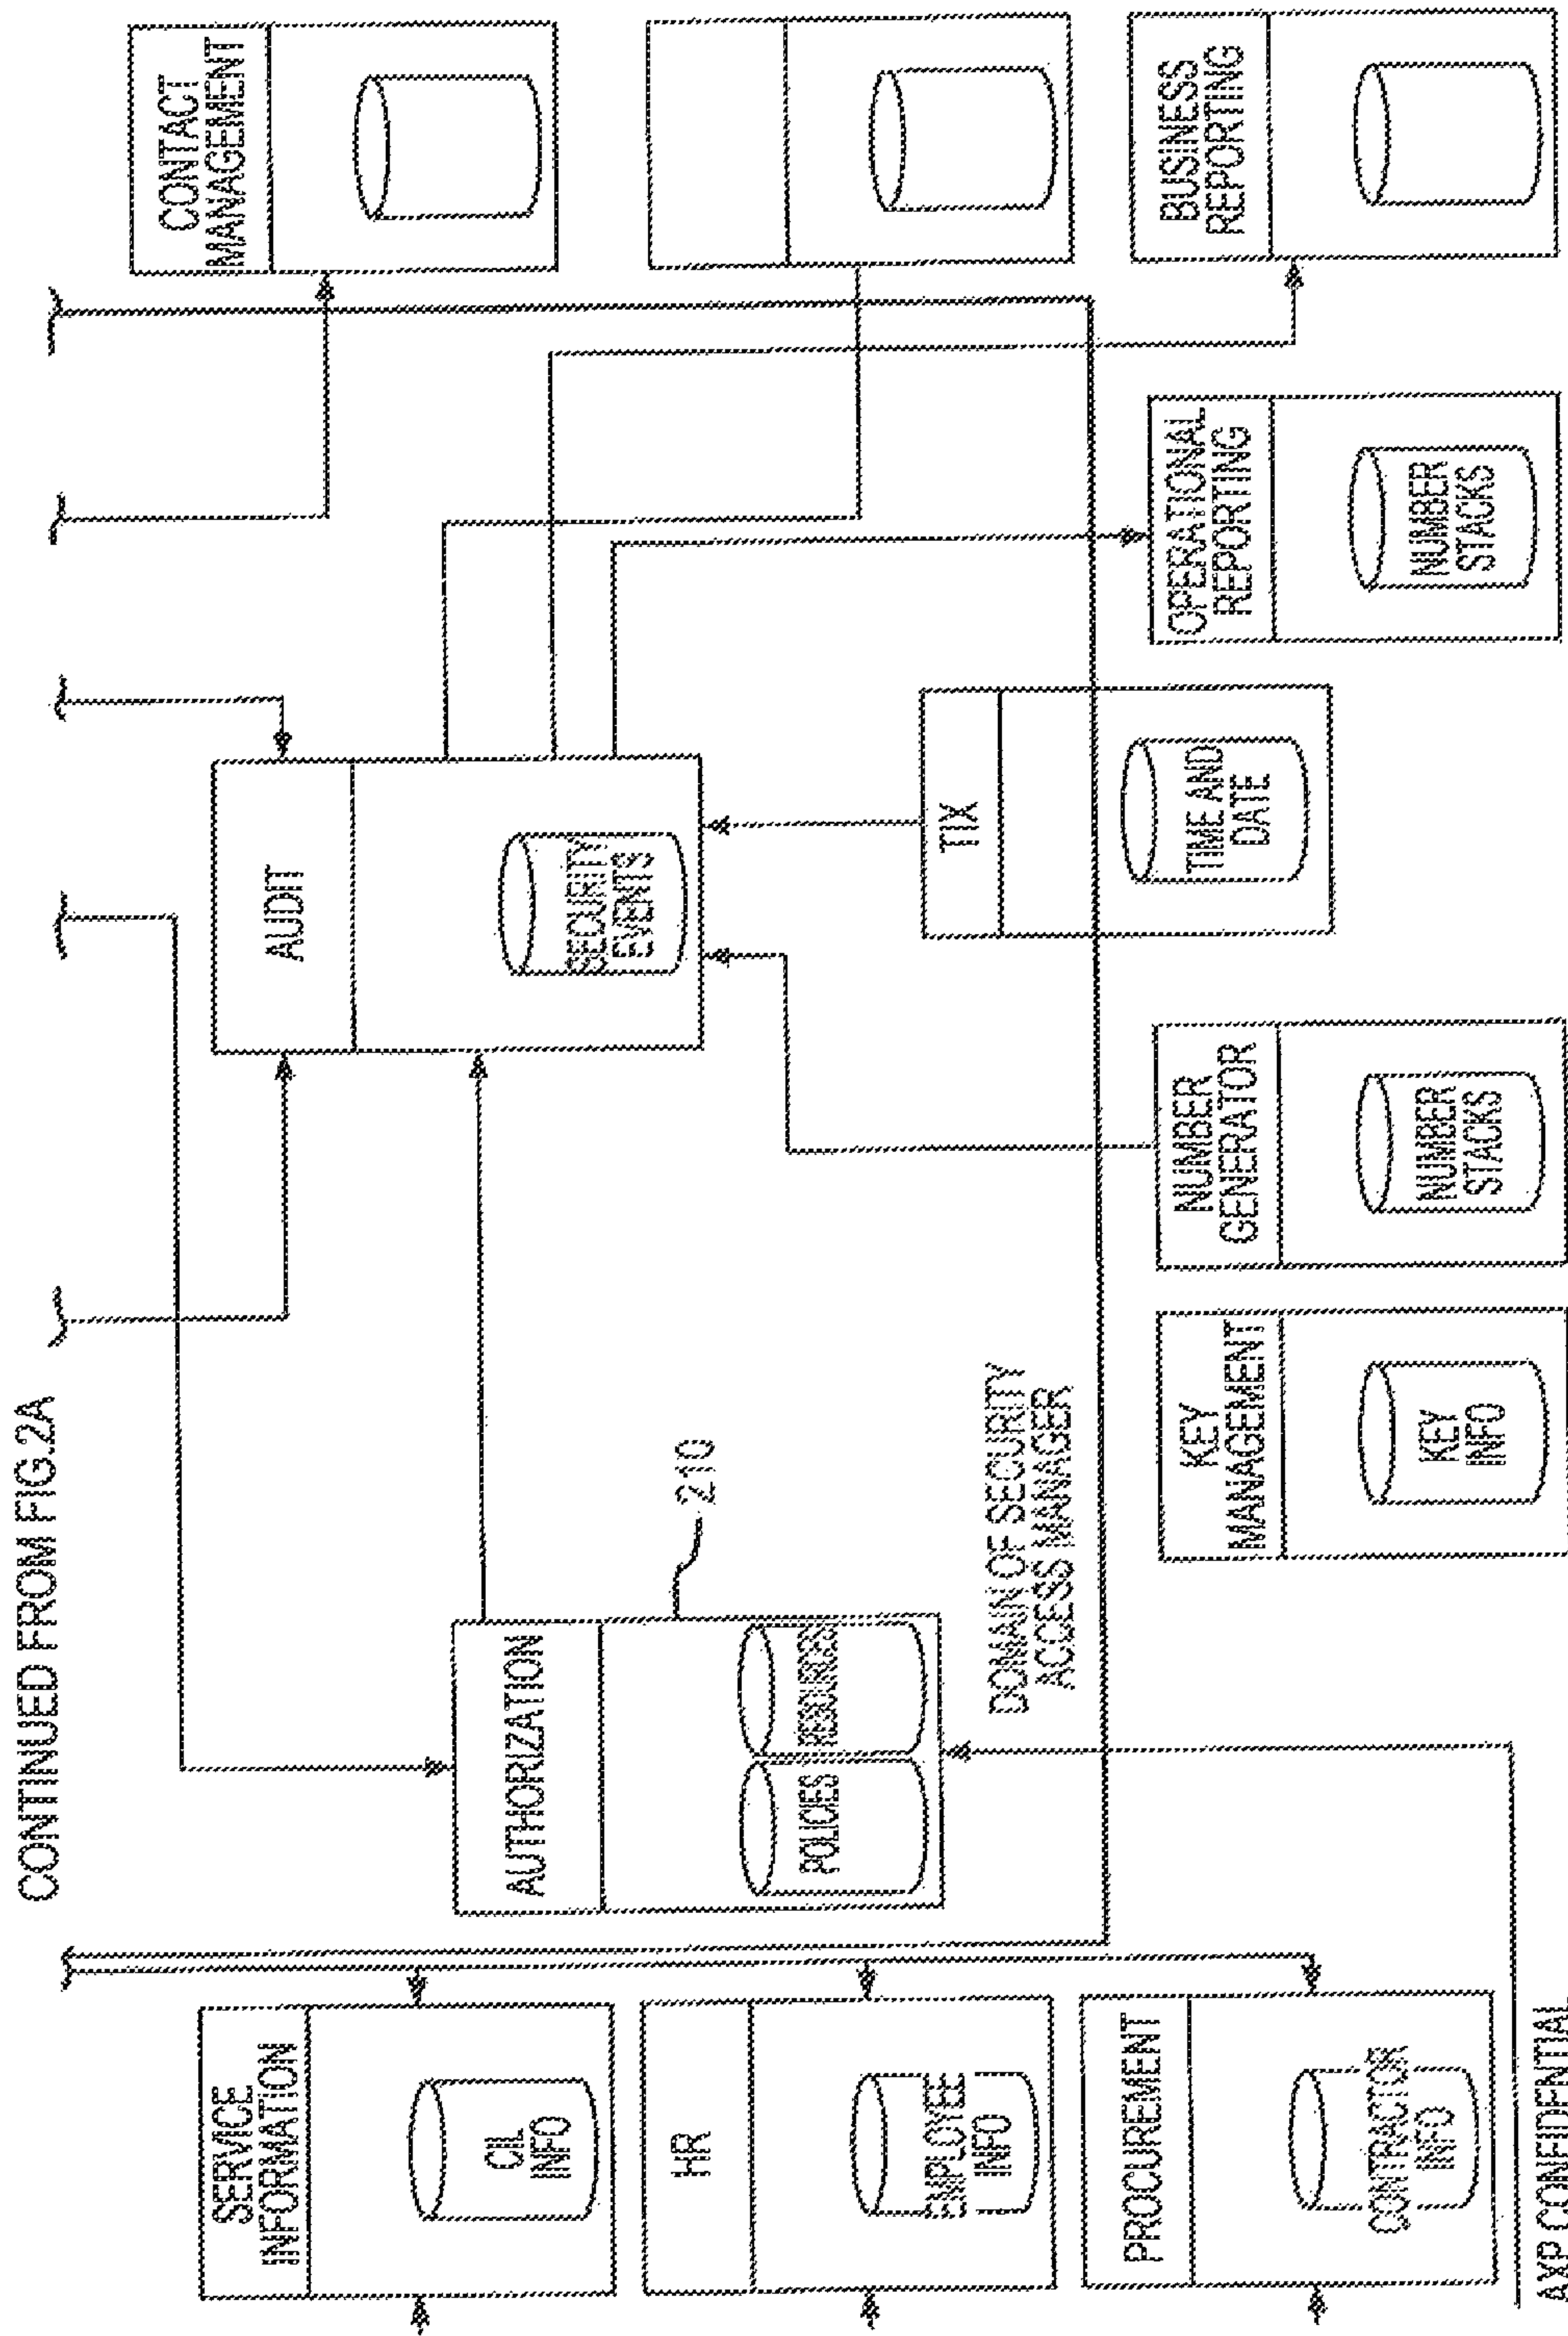 CONTINUED FROM FIG.2A
SERVICE
INFORMATION
CIL
INFO
HR
EMPLOYEE
INFO
PROCUREMENT
CONTRACTOR
INFO
AXP CONFIDENTIAL
AUTHORIZATION
POLICIES
RESOURCES
210
DOMAIN OF SECURITY
ACCESS MANAGER
AUDIT
SECURITY
EVENTS
KEY
MANAGEMENT
KEY
INFO
NUMBER
GENERATOR
NUMBER
STACKS
TIX
TIME AND
DATE
OPERATIONAL
REPORTING
NUMBER
STACKS
CONTACT
MANAGEMENT
BUSINESS
REPORTING